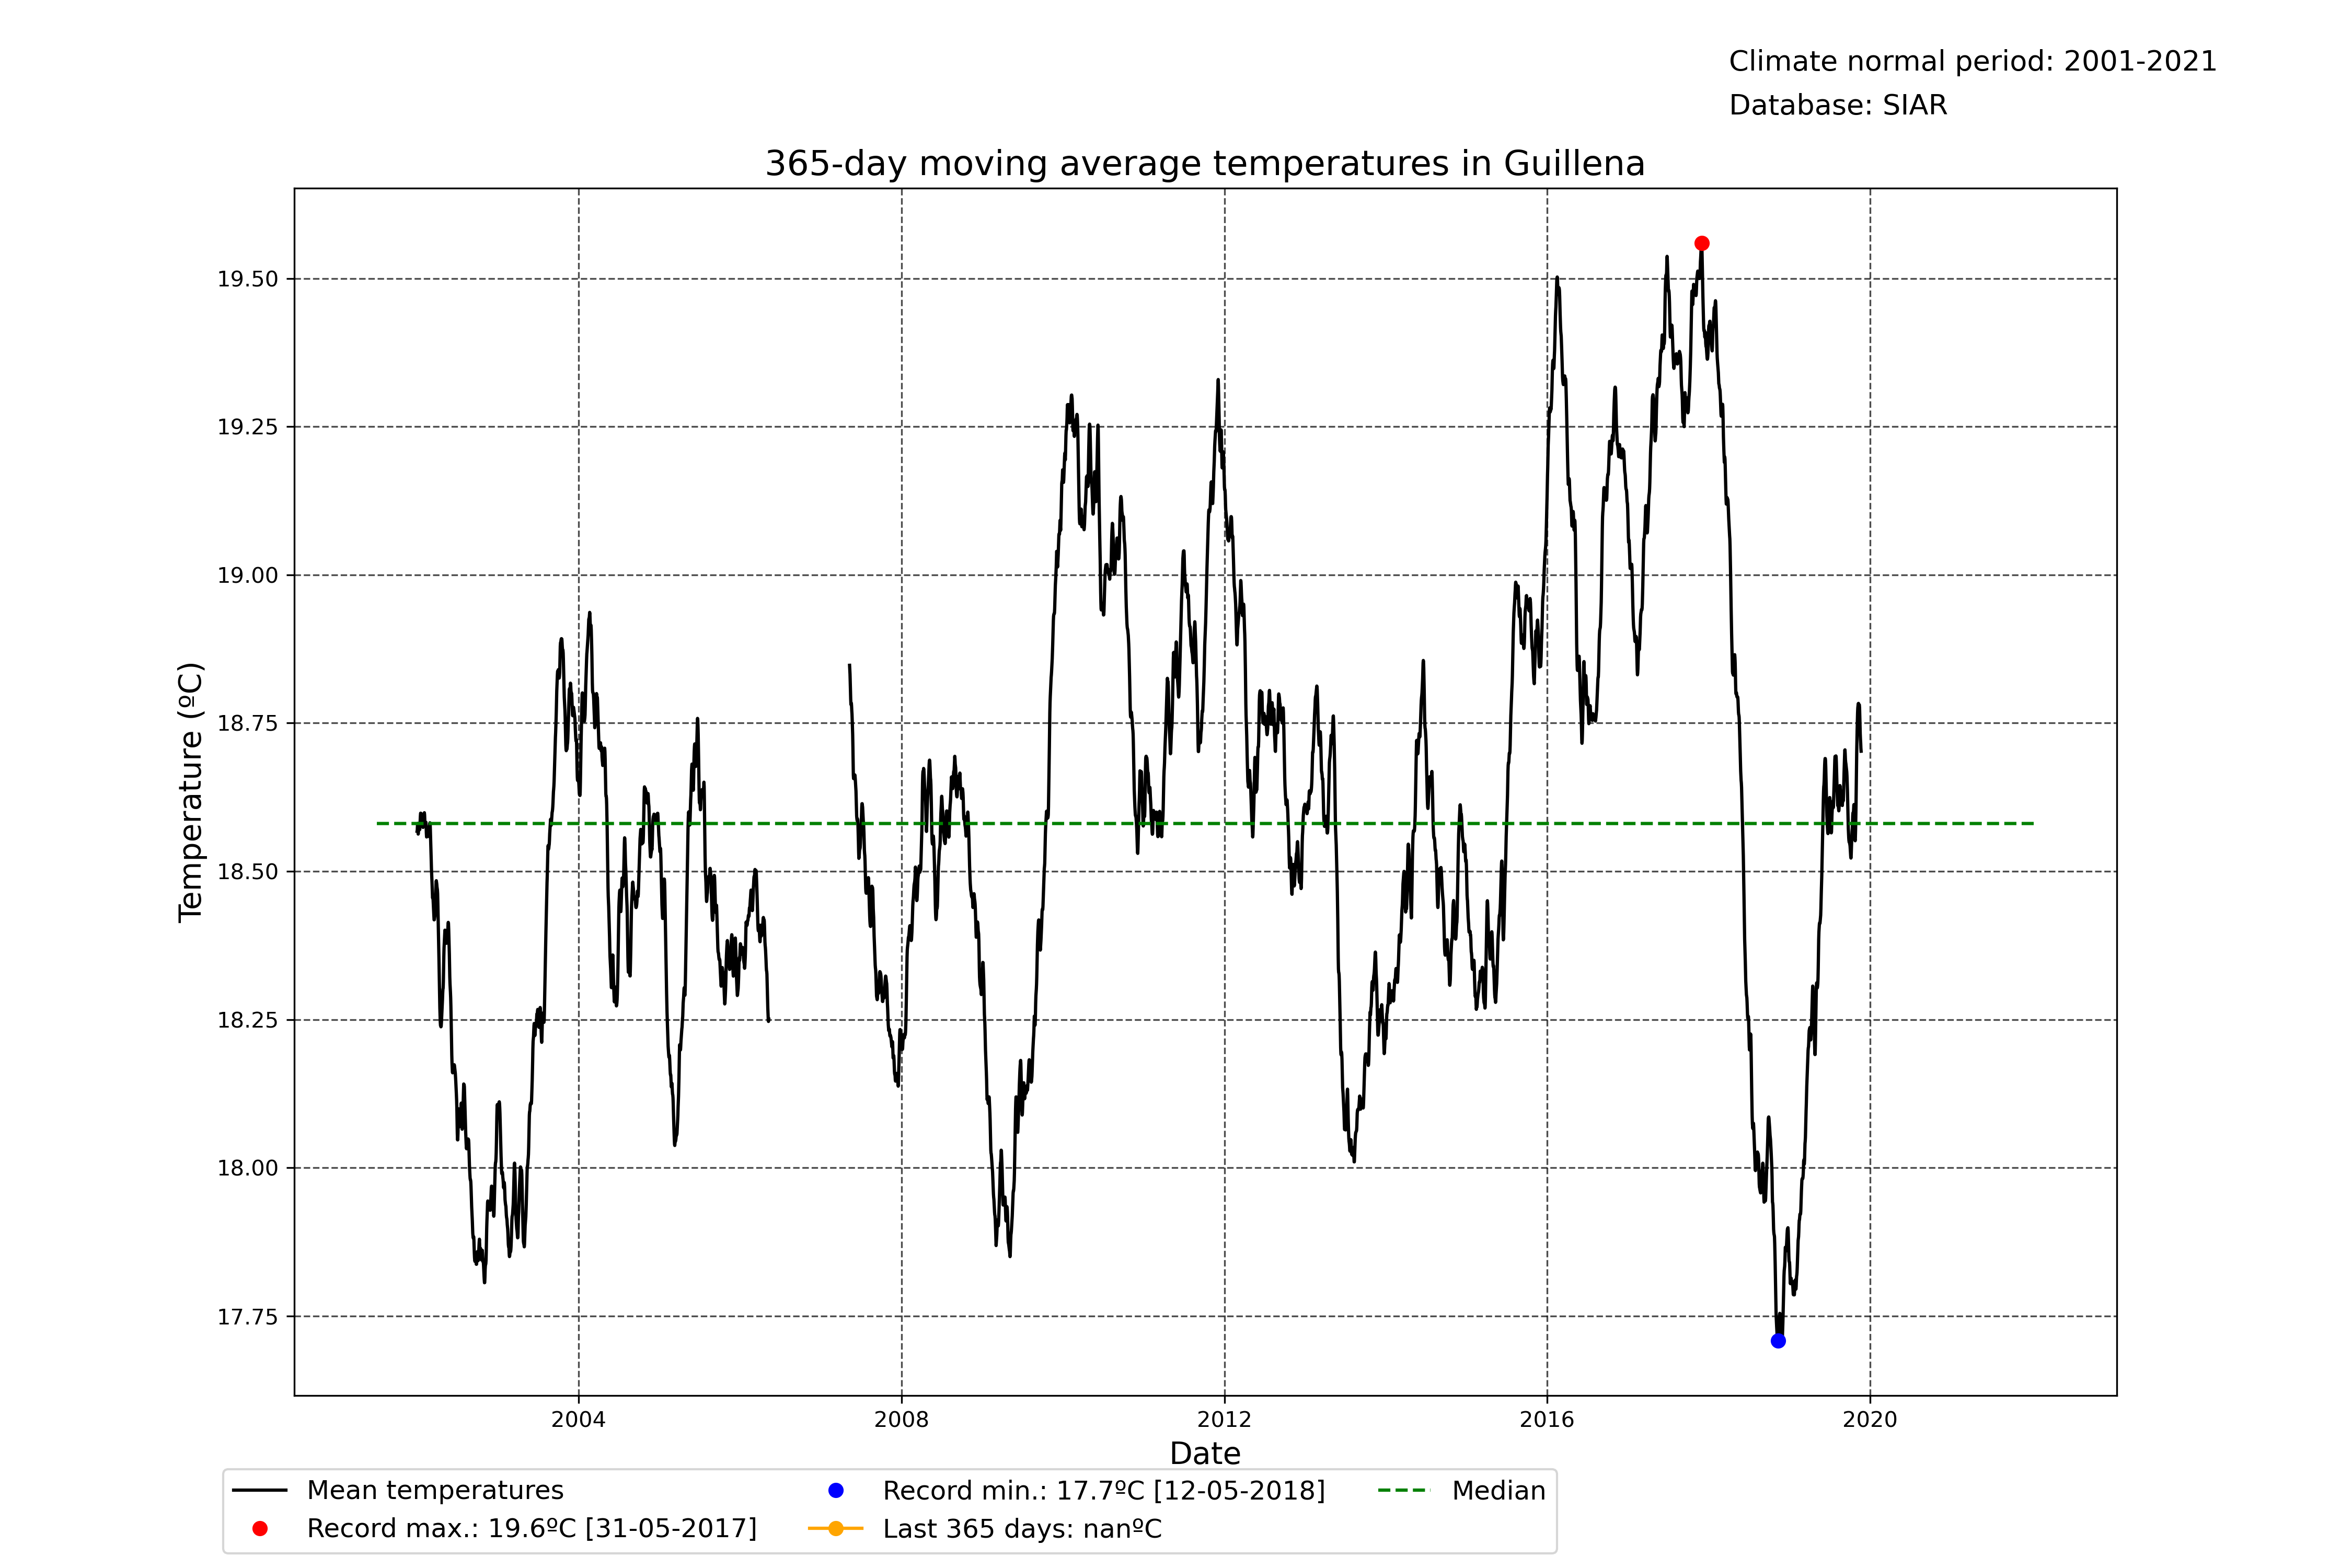 Climate normal period: 2001-2021
Database: SIAR
365-day moving average temperatures in Guillena
19.50
19.25
19.00
18.75
18.50
18.25
18.00
17.75
Temperature (ºC)
2004 2008 2012 2016 2020
Date
Mean temperatures
Record max.: 19.6ºC [31-05-2017]
Record min.: 17.7ºC [12-05-2018]
Last 365 days: nanºC
Median